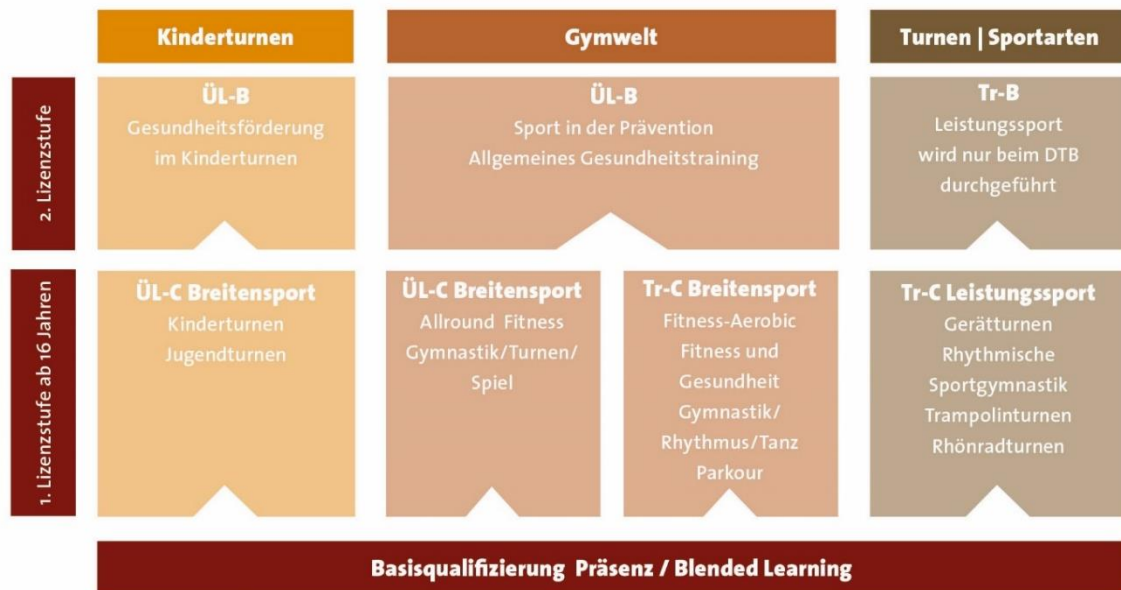 Kinderturnen
Gymwelt
Turnen | Sportarten
2. Lizenzstufe
ÜL-B
Gesundheitsförderung
im Kinderturnen
ÜL-B
Sport in der Prävention
Allgemeines Gesundheitstraining
Tr-B
Leistungssport
wird nur beim DTB
durchgeführt
1. Lizenzstufe ab 16 Jahren
ÜL-C Breitensport
Kinderturnen
Jugendturnen
ÜL-C Breitensport
Allround Fitness
Gymnastik/Turnen/
Spiel
Tr-C Breitensport
Fitness-Aerobic
Fitness und
Gesundheit
Gymnastik/
Rhythmus/Tanz
Parkour
Tr-C Leistungssport
Gerätturnen
Rhythmische
Sportgymnastik
Trampolinturnen
Rhönradturnen
Basisqualifizierung Präsenz / Blended Learning